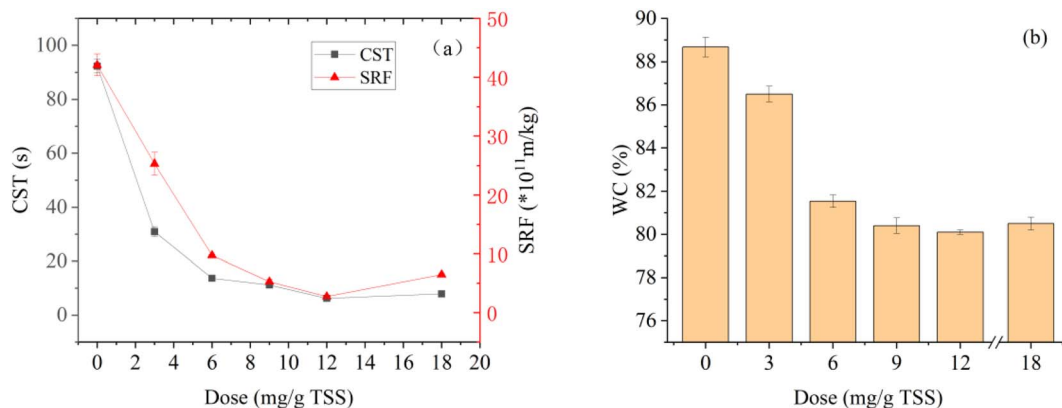 (a)
CST
SRF
CST (s)
100
80
60
40
20
0
50
40
30
20
10
0
SRF (*10¹¹m/kg)
0 2 4 6 8 10 12 14 16 18 20
Dose (mg/g TSS)
(b)
WC (%)
90
88
86
84
82
80
78
76
0 3 6 9 12 18
Dose (mg/g TSS)